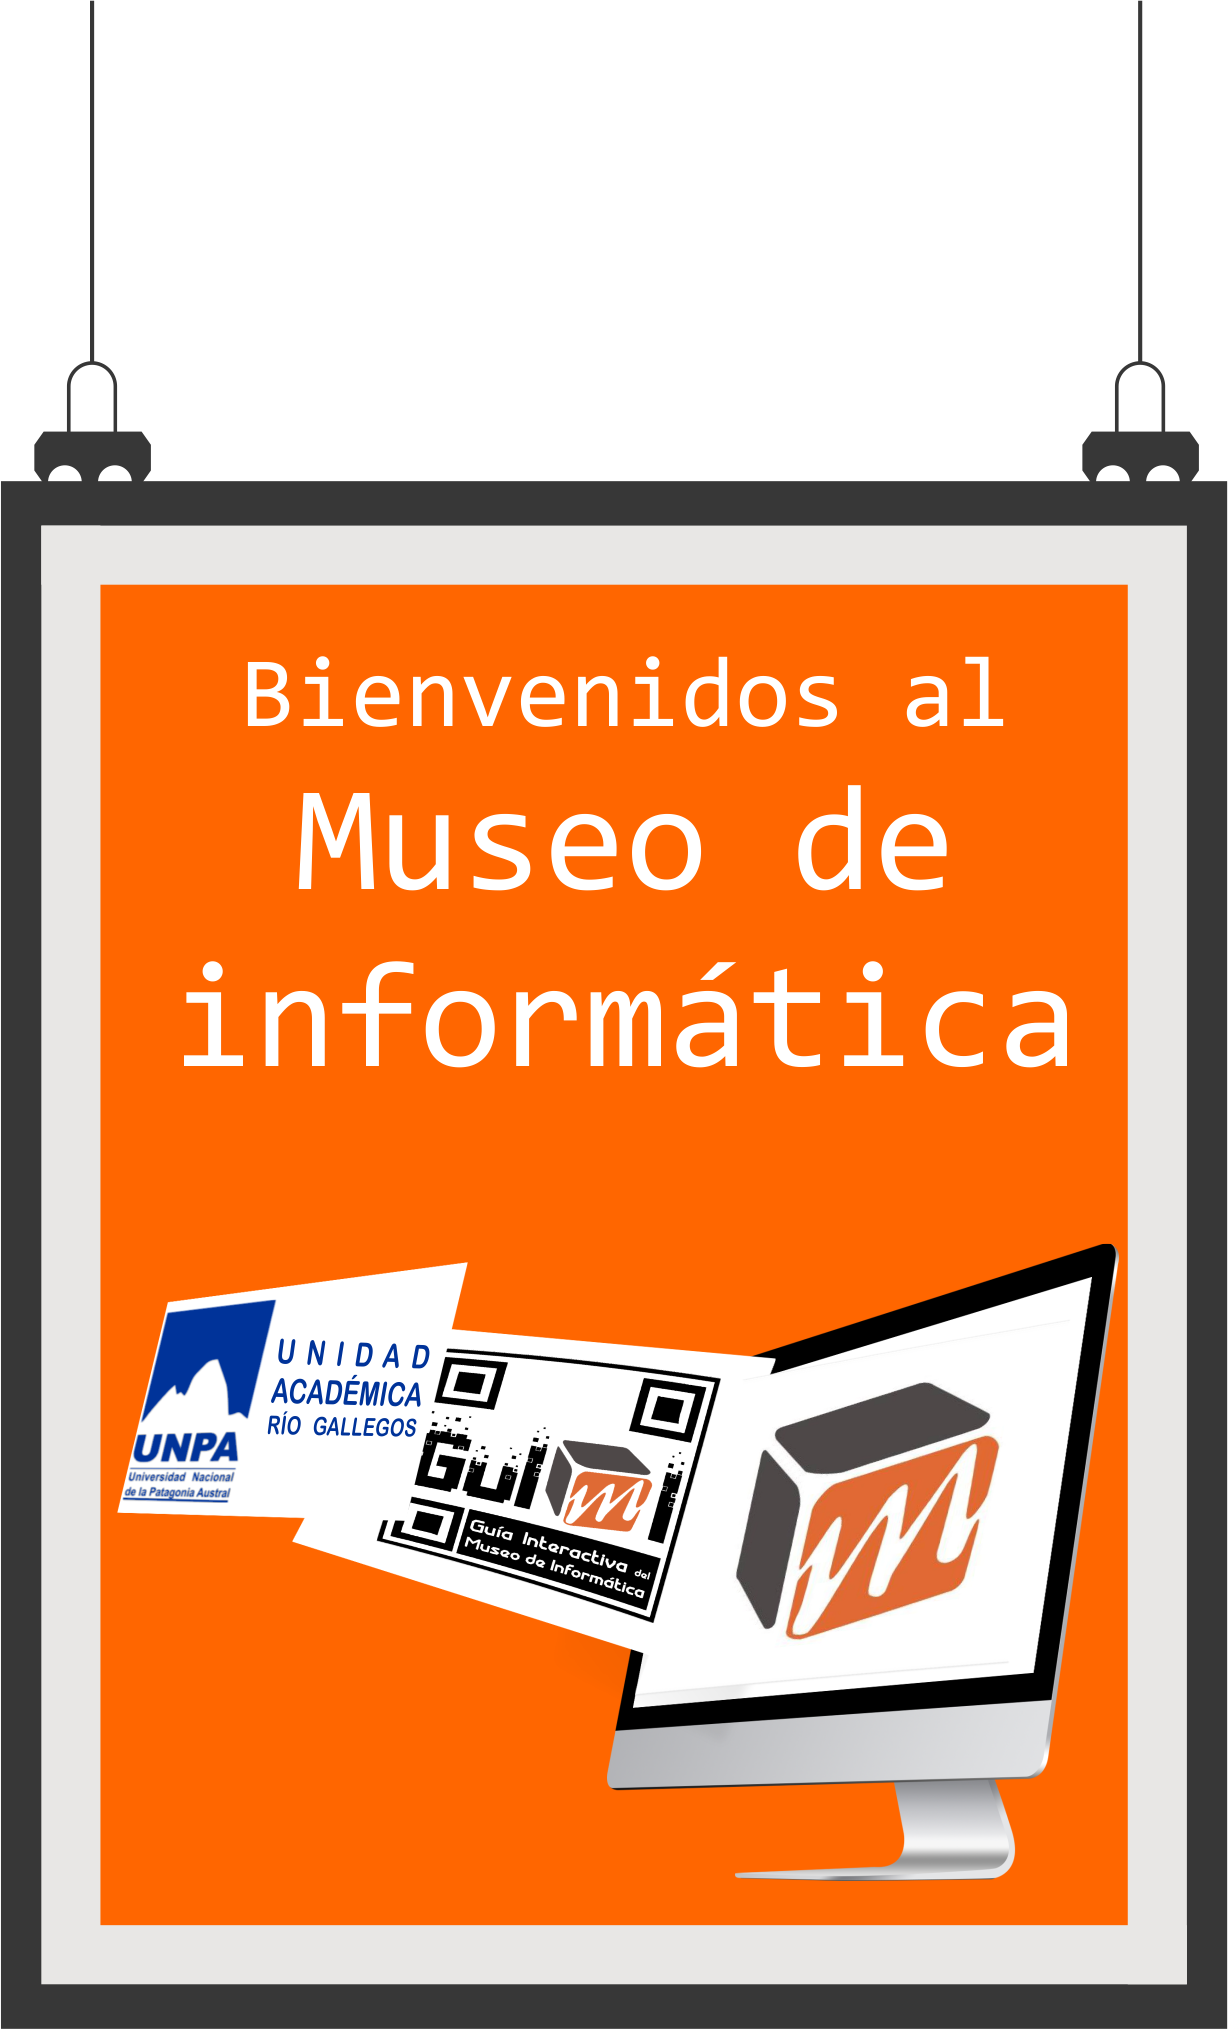 Bienvenidos al
Museo de
informática
UNIDAD
ACADÉMICA
RÍO GALLEGOS
UNPA
Universidad Nacional
de la Patagonia Austral
GUI m I
Guía Interactiva del
Museo de Informática
m